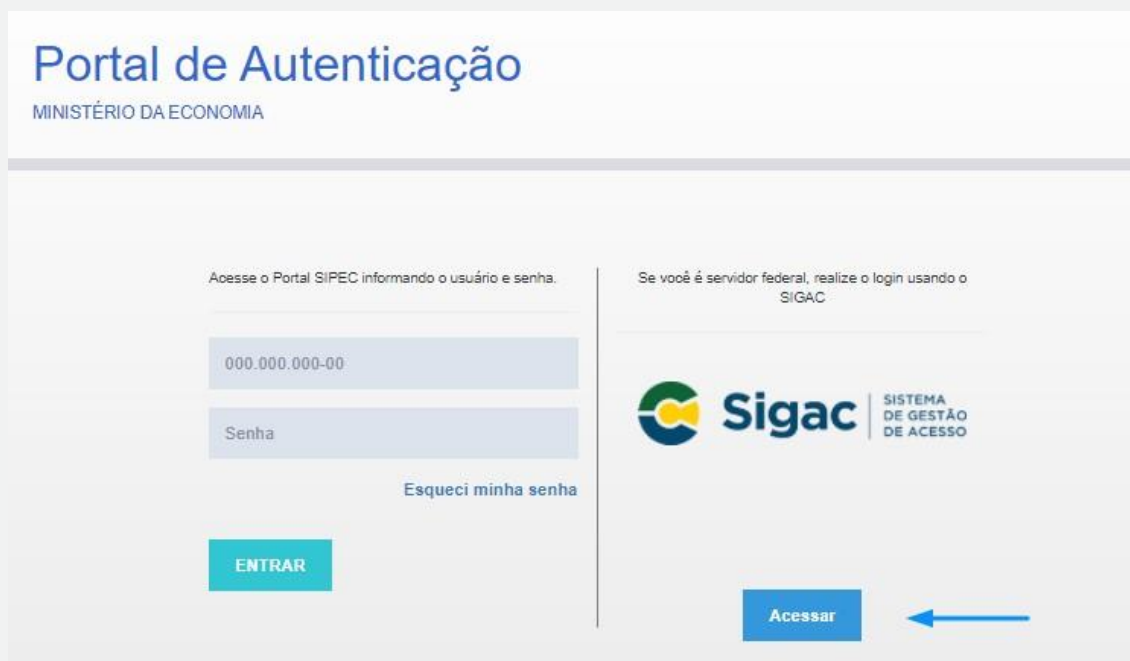 Portal de Autenticação
MINISTÉRIO DA ECONOMIA
Acesse o Portal SIPEC informando o usuário e senha.
000.000.000-00
Senha
Esqueci minha senha
ENTRAR
Se você é servidor federal, realize o login usando o
SIGAC
Sigac
SISTEMA
DE GESTÃO
DE ACESSO
Acessar